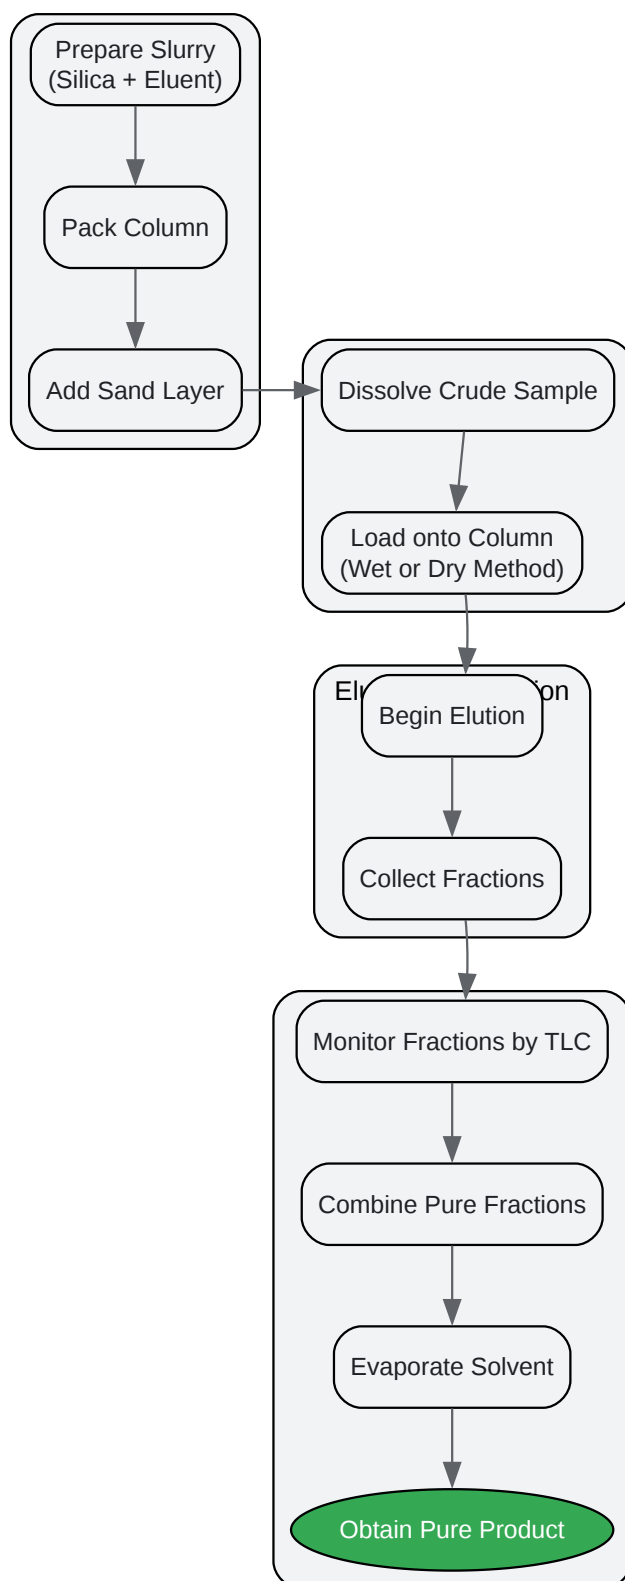 Prepare Slurry
(Silica + Eluent)
Pack Column
Add Sand Layer
Dissolve Crude Sample
Load onto Column
(Wet or Dry Method)
Begin Elution
Collect Fractions
Monitor Fractions by TLC
Combine Pure Fractions
Evaporate Solvent
Obtain Pure Product